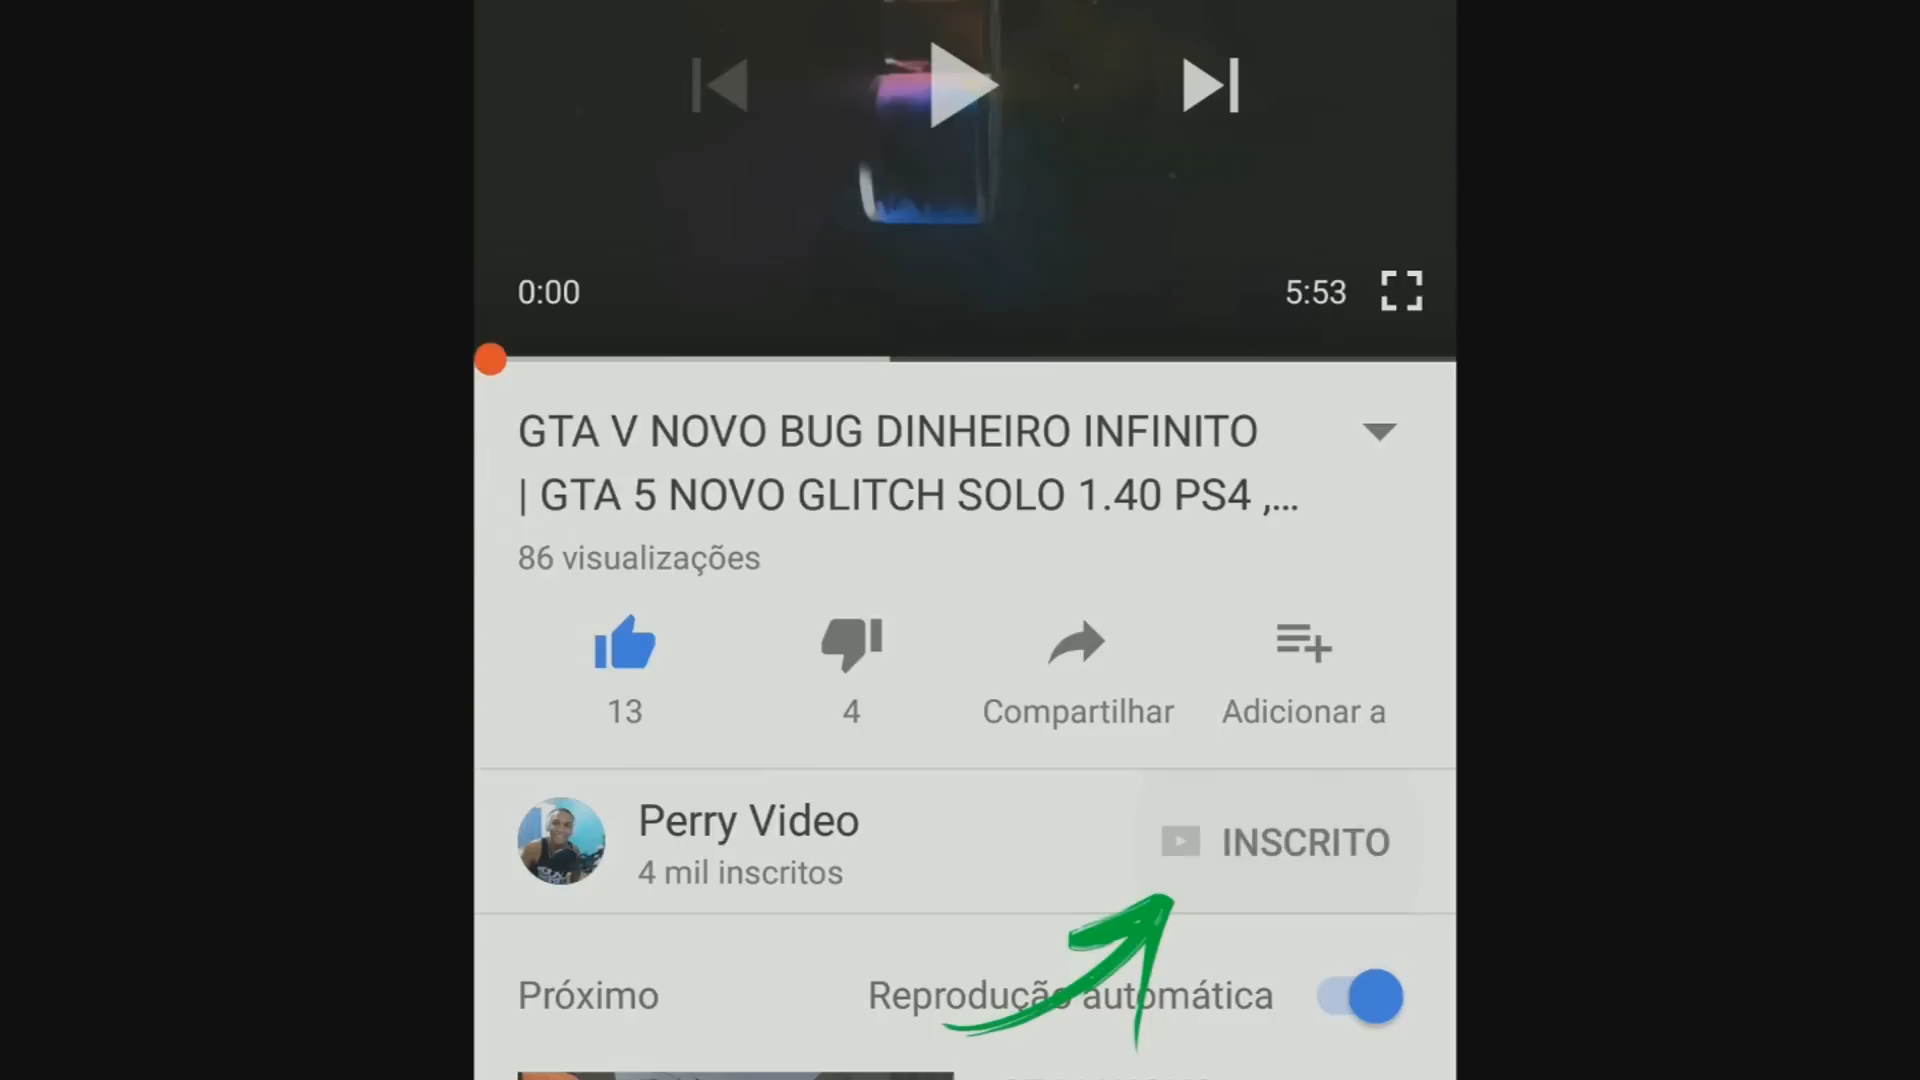 0:00
5:53
GTA V NOVO BUG DINHEIRO INFINITO
| GTA 5 NOVO GLITCH SOLO 1.40 PS4 ,...
86 visualizações
13
4
Compartilhar
Adicionar a
Perry Video
4 mil inscritos
INSCRITO
Próximo
Reprodução automática